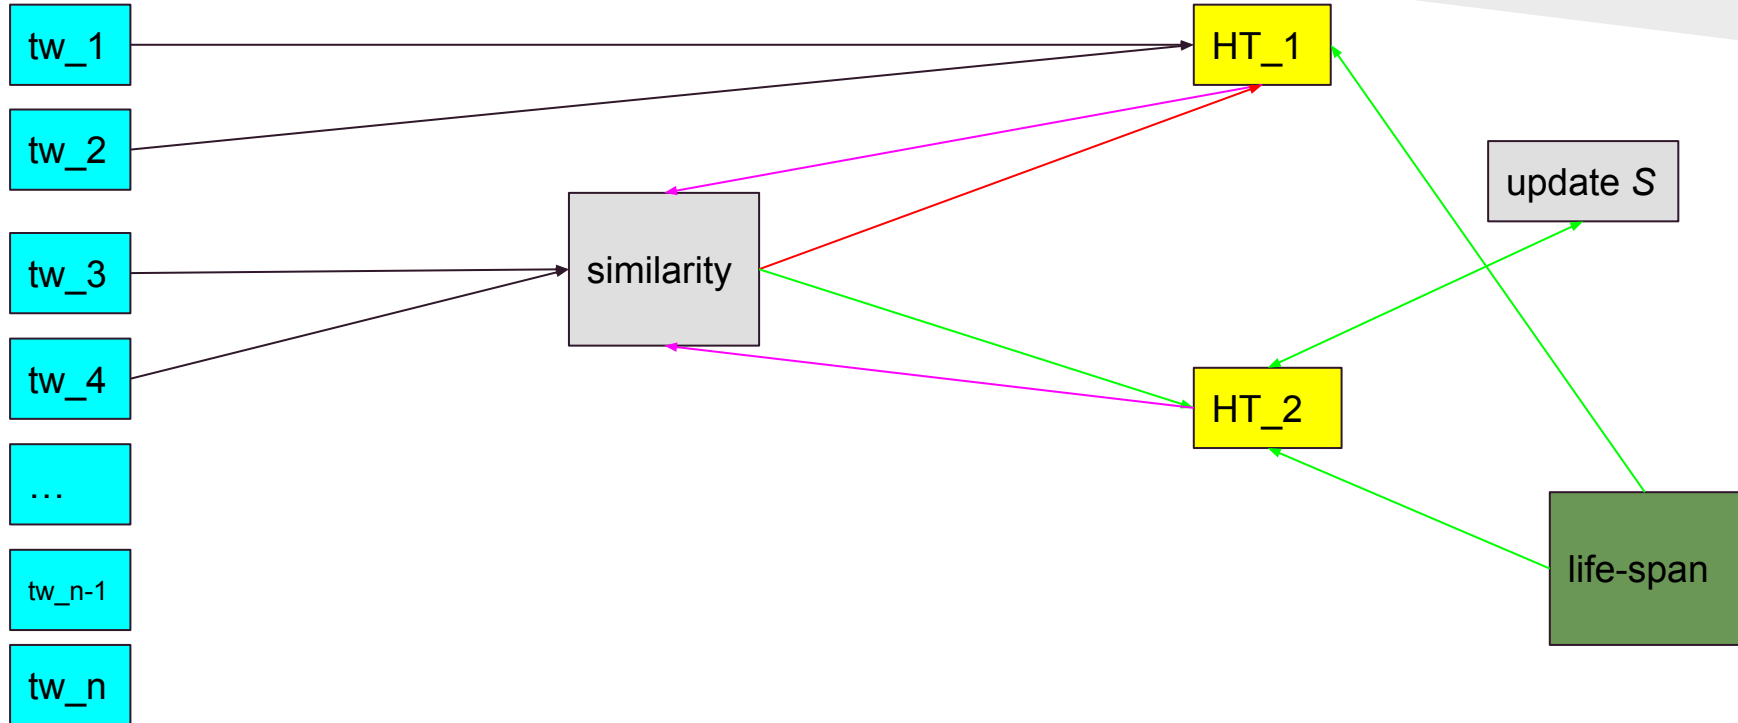 tw_1
tw_2
tw_3
tw_4
...
tw_n-1
tw_n
similarity
HT_1
HT_2
update S
life-span